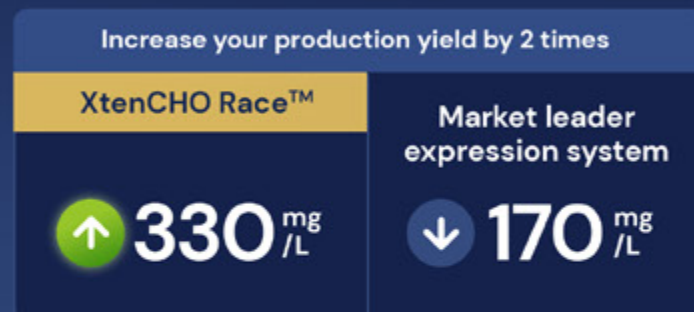 Increase your production yield by 2 times
XtenCHO Race™
Market leader
expression system
330 mg/L
170 mg/L